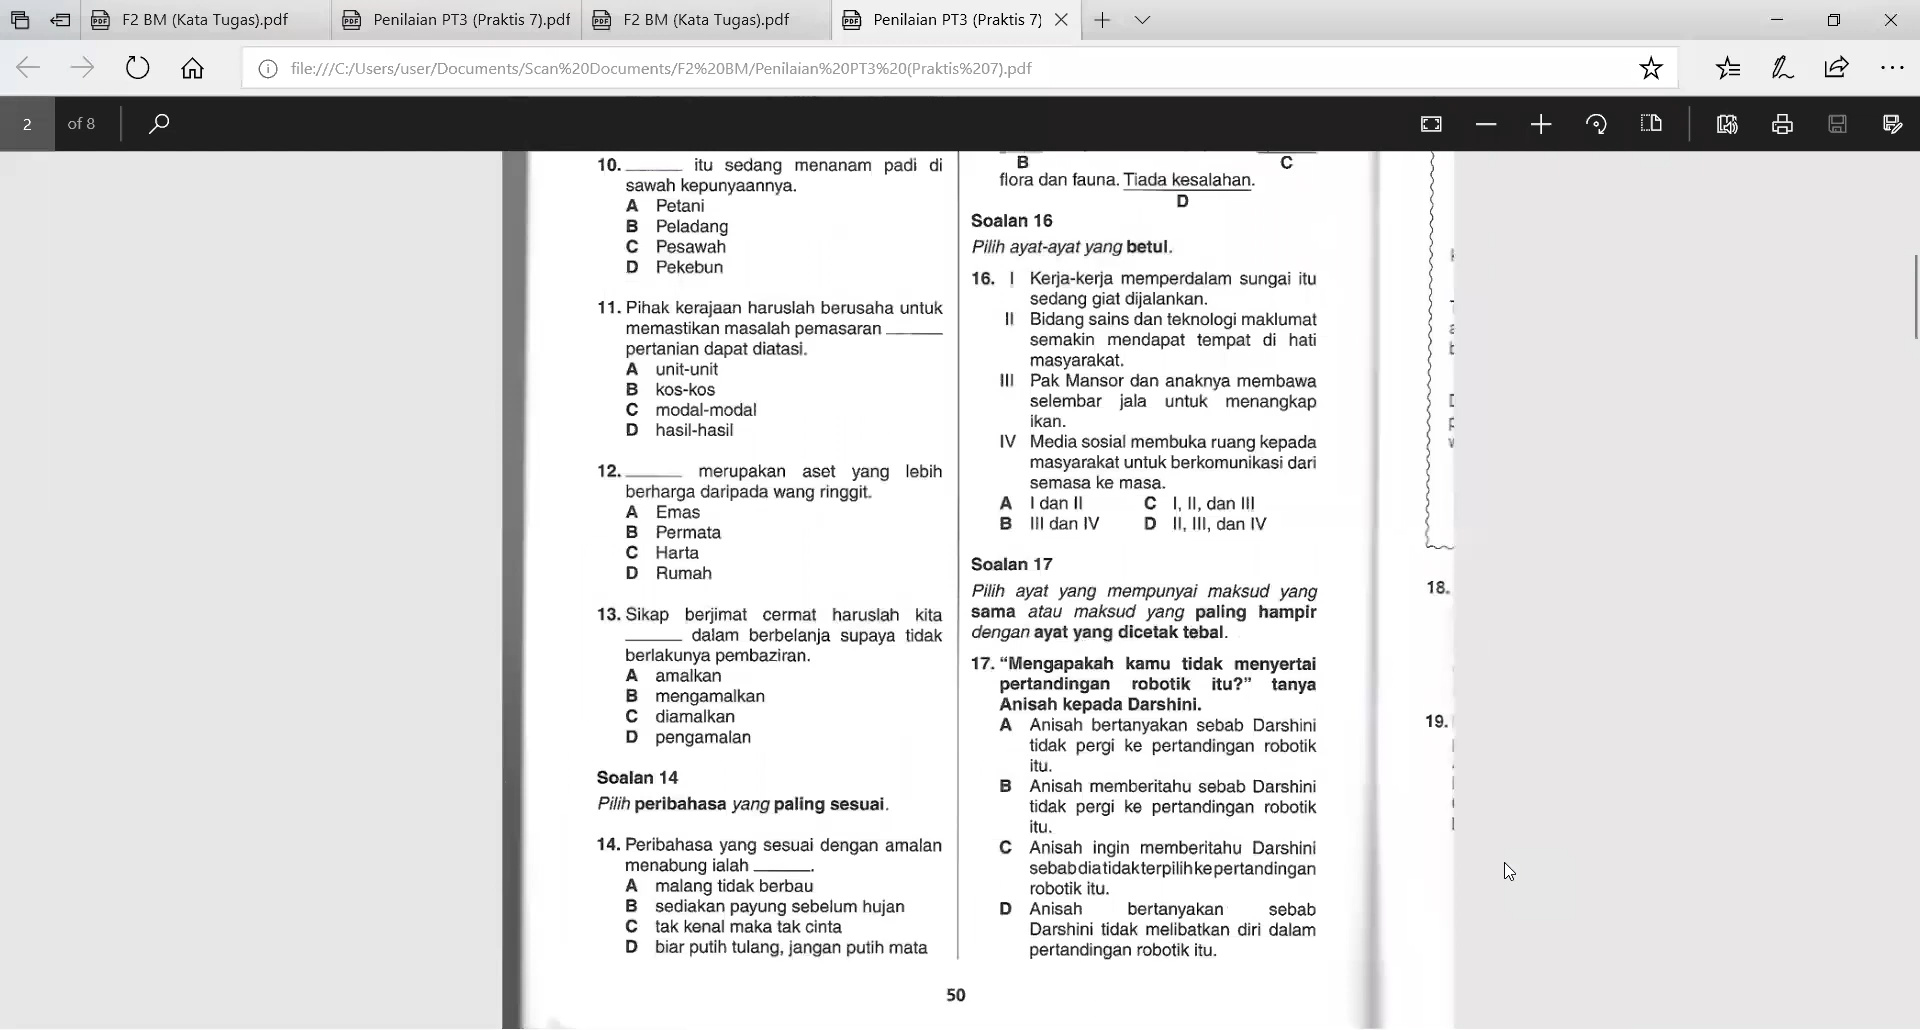 F2 BM (Kata Tugas).pdf
Penilaian PT3 (Praktis 7).pdf
F2 BM (Kata Tugas).pdf
Penilaian PT3 (Praktis 7)
file:///C:/Users/user/Documents/Scan%20Documents/F2%20BM/Penilaian%20PT3%20(Praktis%207).pdf
2 of 8
10. ______ itu sedang menanam padi di
sawah kepunyaannya.
A Petani
B Peladang
C Pesawah
D Pekebun
11. Pihak kerajaan haruslah berusaha untuk
memastikan masalah pemasaran ______
pertanian dapat diatasi.
A unit-unit
B kos-kos
C modal-modal
D hasil-hasil
12. ______ merupakan aset yang lebih
berharga daripada wang ringgit.
A Emas
B Permata
C Harta
D Rumah
13. Sikap berjimat cermat haruslah kita
______ dalam berbelanja supaya tidak
berlakunya pembaziran.
A amalkan
B mengamalkan
C diamalkan
D pengamalan
Soalan 14
Pilih peribahasa yang paling sesuai.
14. Peribahasa yang sesuai dengan amalan
menabung ialah ______.
A malang tidak berbau
B sediakan payung sebelum hujan
C tak kenal maka tak cinta
D biar putih tulang, jangan putih mata
B C
flora dan fauna. Tiada kesalahan.
D
Soalan 16
Pilih ayat-ayat yang betul.
16. I Kerja-kerja memperdalam sungai itu
sedang giat dijalankan.
II Bidang sains dan teknologi maklumat
semakin mendapat tempat di hati
masyarakat.
III Pak Mansor dan anaknya membawa
selembar jala untuk menangkap
ikan.
IV Media sosial membuka ruang kepada
masyarakat untuk berkomunikasi dari
semasa ke masa.
A I dan II C I, II, dan III
B III dan IV D II, III, dan IV
Soalan 17
Pilih ayat yang mempunyai maksud yang
sama atau maksud yang paling hampir
dengan ayat yang dicetak tebal.
17. “Mengapakah kamu tidak menyertai
pertandingan robotik itu?” tanya
Anisah kepada Darshini.
A Anisah bertanyakan sebab Darshini
tidak pergi ke pertandingan robotik
itu.
B Anisah memberitahu sebab Darshini
tidak pergi ke pertandingan robotik
itu.
C Anisah ingin memberitahu Darshini
sebab dia tidak terpilih ke pertandingan
robotik itu.
D Anisah bertanyakan sebab
Darshini tidak melibatkan diri dalam
pertandingan robotik itu.
50
18.
19.